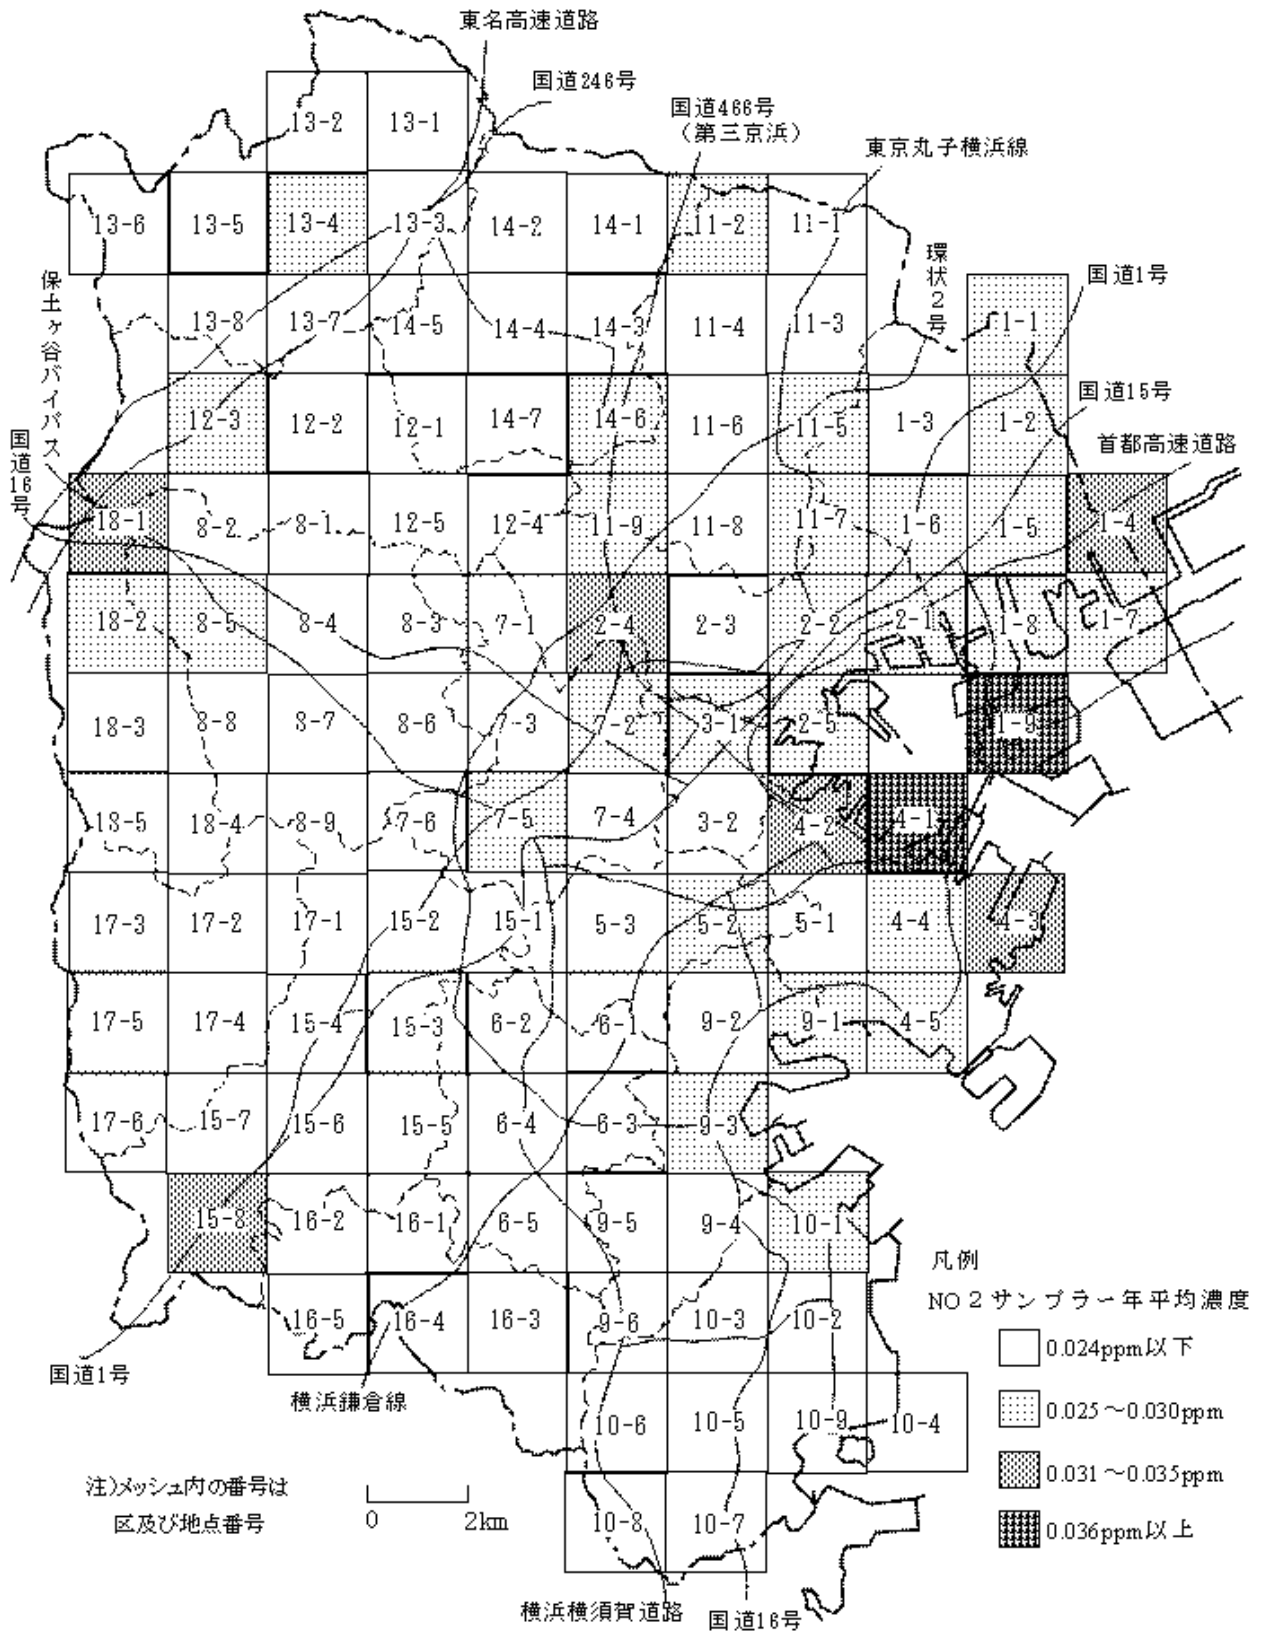 東名高速道路
国道246号
国道466号
（第三京浜）
東京丸子横浜線
環状２号
国道1号
国道15号
首都高速道路
保土ヶ谷バイパス
国道16号
13-2 13-1
13-6 13-5 13-4 13-3 14-2 14-1 11-2 11-1
13-8 13-7 14-5 14-4 14-3 11-4 11-3 1-1
12-3 12-2 12-1 14-7 14-6 11-6 11-5 1-3 1-2
18-1 8-2 8-1 12-5 12-4 11-9 11-8 11-7 1-6 1-5 1-4
18-2 8-5 8-4 8-3 7-1 2-4 2-3 2-2 2-1 1-8 1-7
18-3 8-8 8-7 8-6 7-3 7-2 3-1 2-5 1-9
18-5 18-4 8-9 7-6 7-5 7-4 3-2 4-2 4-1
17-3 17-2 17-1 15-2 15-1 5-3 5-2 5-1 4-4 4-3
17-5 17-4 15-4 15-3 6-2 6-1 9-2 9-1 4-5
17-6 15-7 15-6 15-5 6-4 6-3 9-3
15-8 16-2 16-1 6-5 9-5 9-4 10-1
16-5 16-4 16-3 9-6 10-3 10-2
10-6 10-5 10-9 10-4
10-8 10-7
国道1号
横浜鎌倉線
横浜横須賀道路
国道16号
凡例
NO２サンプラー年平均濃度
0.024ppm以下
0.025～0.030ppm
0.031～0.035ppm
0.036ppm以上
注)メッシュ内の番号は
区及び地点番号
0 2km